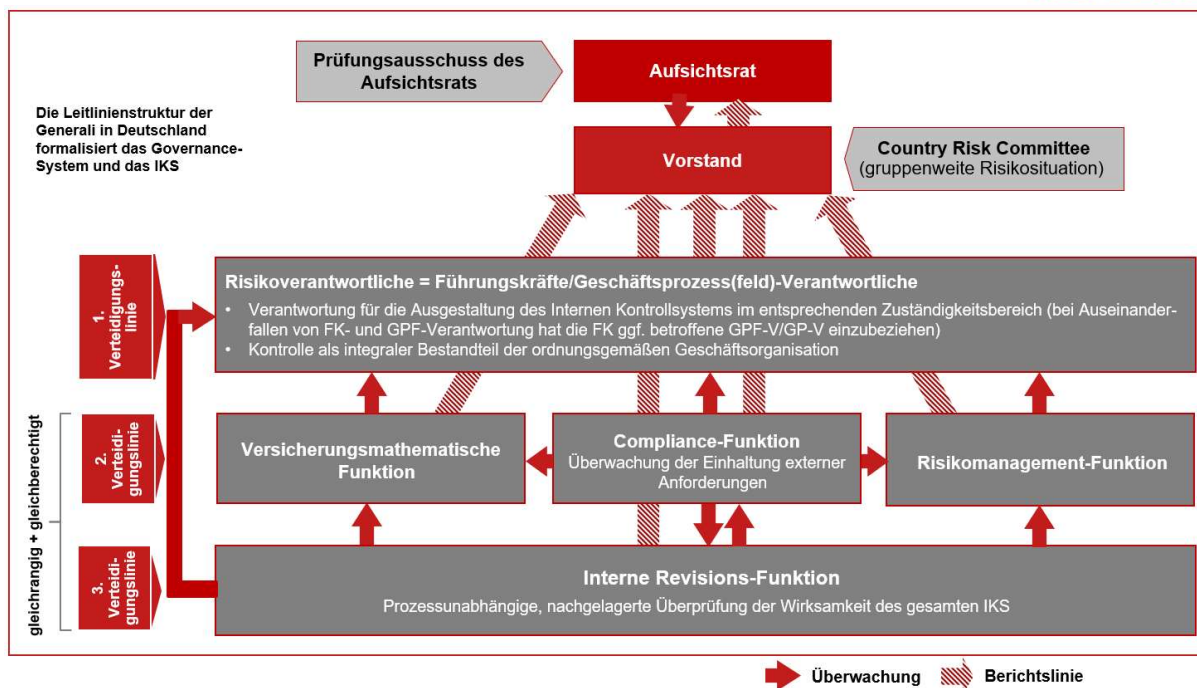 Prüfungsausschuss des
Aufsichtsrats
Aufsichtsrat
Die Leitlinienstruktur der
Generali in Deutschland
formalisiert das Governance-
System und das IKS
Vorstand
Country Risk Committee
(gruppenweite Risikosituation)
1.
Verteidigungs-
linie
Risikoverantwortliche = Führungskräfte/Geschäftsprozess(feld)-Verantwortliche
• Verantwortung für die Ausgestaltung des Internen Kontrollsystems im entsprechenden Zuständigkeitsbereich (bei Auseinander-
fallen von FK- und GPF-Verantwortung hat die FK ggf. betroffene GPF-V/GP-V einzubeziehen)
• Kontrolle als integraler Bestandteil der ordnungsgemäßen Geschäftsorganisation
gleichrangig + gleichberechtigt
2.
Verteidi-
gungslinie
Versicherungsmathematische
Funktion
Compliance-Funktion
Überwachung der Einhaltung externer
Anforderungen
Risikomanagement-Funktion
3.
Verteidi-
gungslinie
Interne Revisions-Funktion
Prozessunabhängige, nachgelagerte Überprüfung der Wirksamkeit des gesamten IKS
Überwachung
Berichtslinie